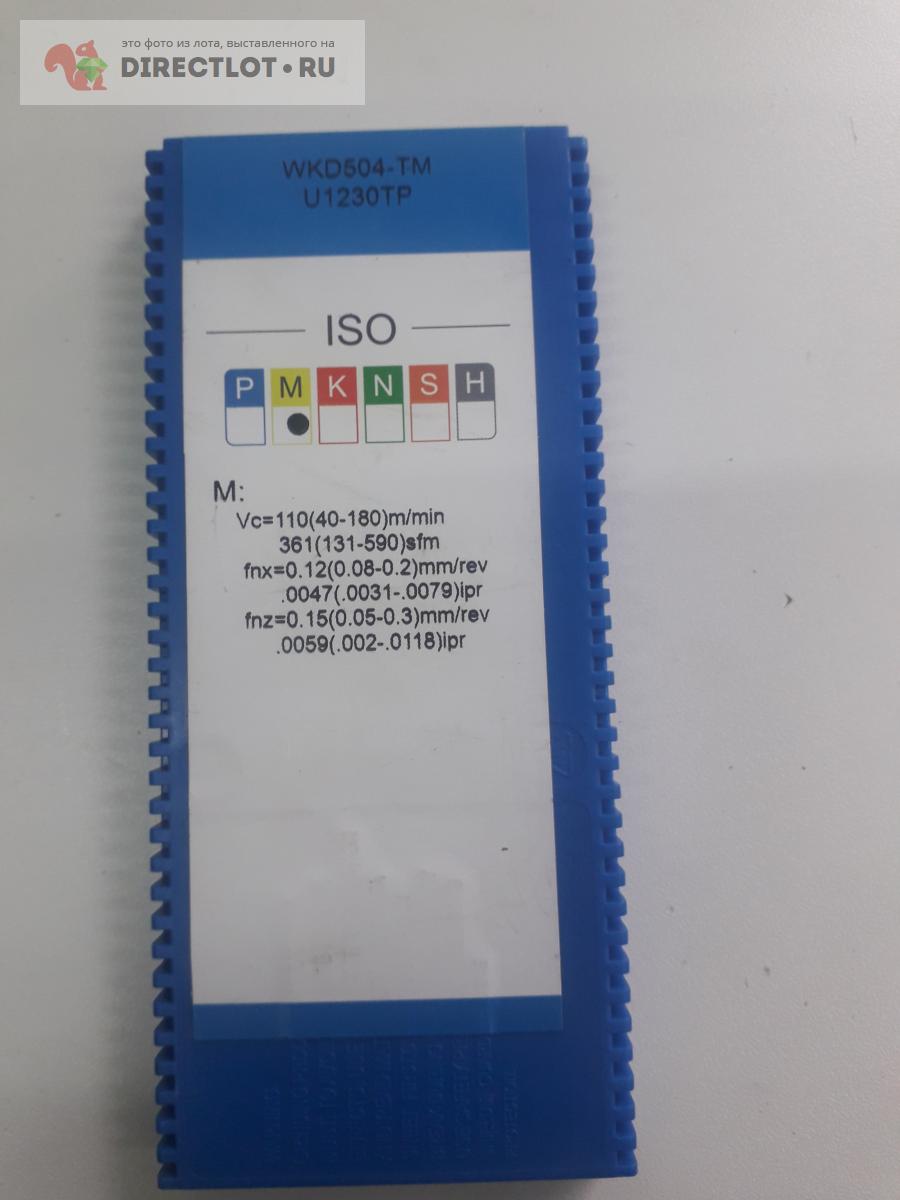 это фото из лота, выставленного на
DIRECTLOT•RU
WKD504-TM
U1230TP
ISO
P M K N S H
M:
Vc=110(40-180)m/min
361(131-590)sfm
fnx=0.12(0.08-0.2)mm/rev
.0047(.0031-.0079)ipr
fnz=0.15(0.05-0.3)mm/rev
.0059(.002-.0118)ipr